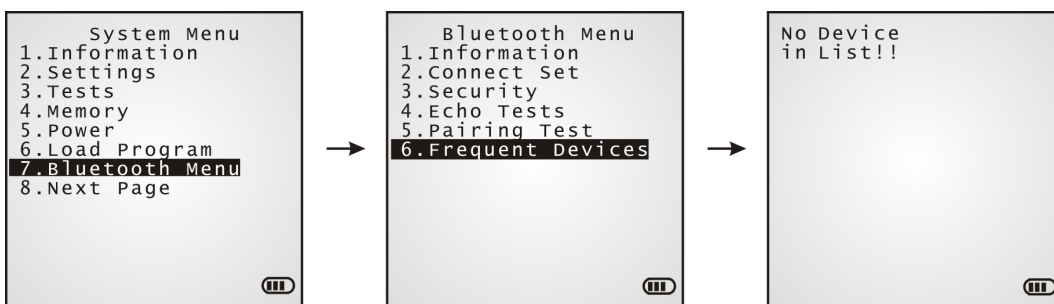 System Menu
1.Information
2.Settings
3.Tests
4.Memory
5.Power
6.Load Program
7.Bluetooth Menu
8.Next Page
Bluetooth Menu
1.Information
2.Connect Set
3.Security
4.Echo Tests
5.Pairing Test
6.Frequent Devices
No Device
in List!!